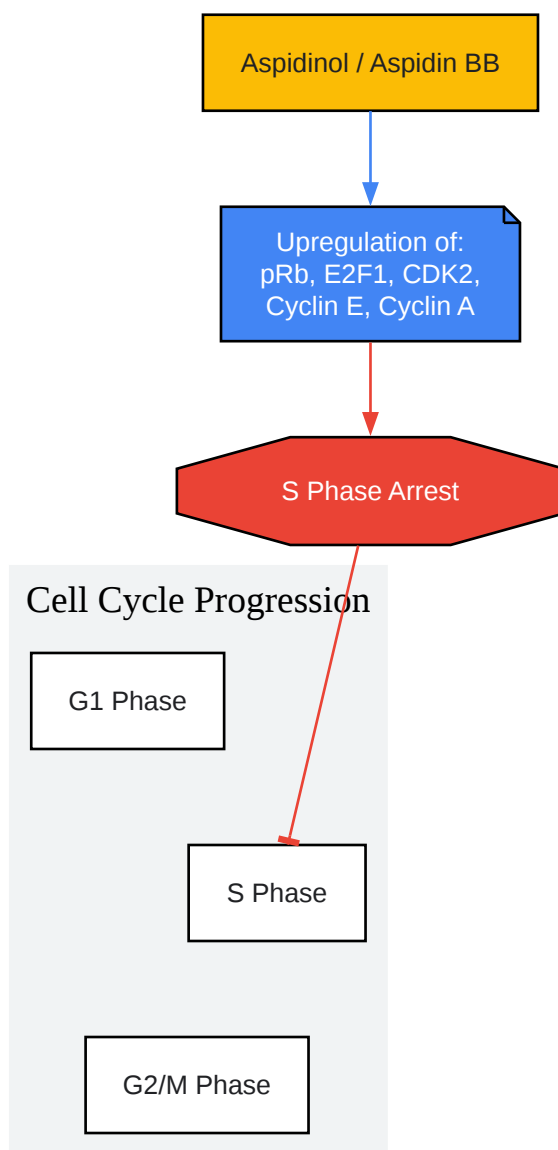 Aspidinol / Aspidin BB
Upregulation of:
pRb, E2F1, CDK2,
Cyclin E, Cyclin A
S Phase Arrest
Cell Cycle Progression
G1 Phase
S Phase
G2/M Phase